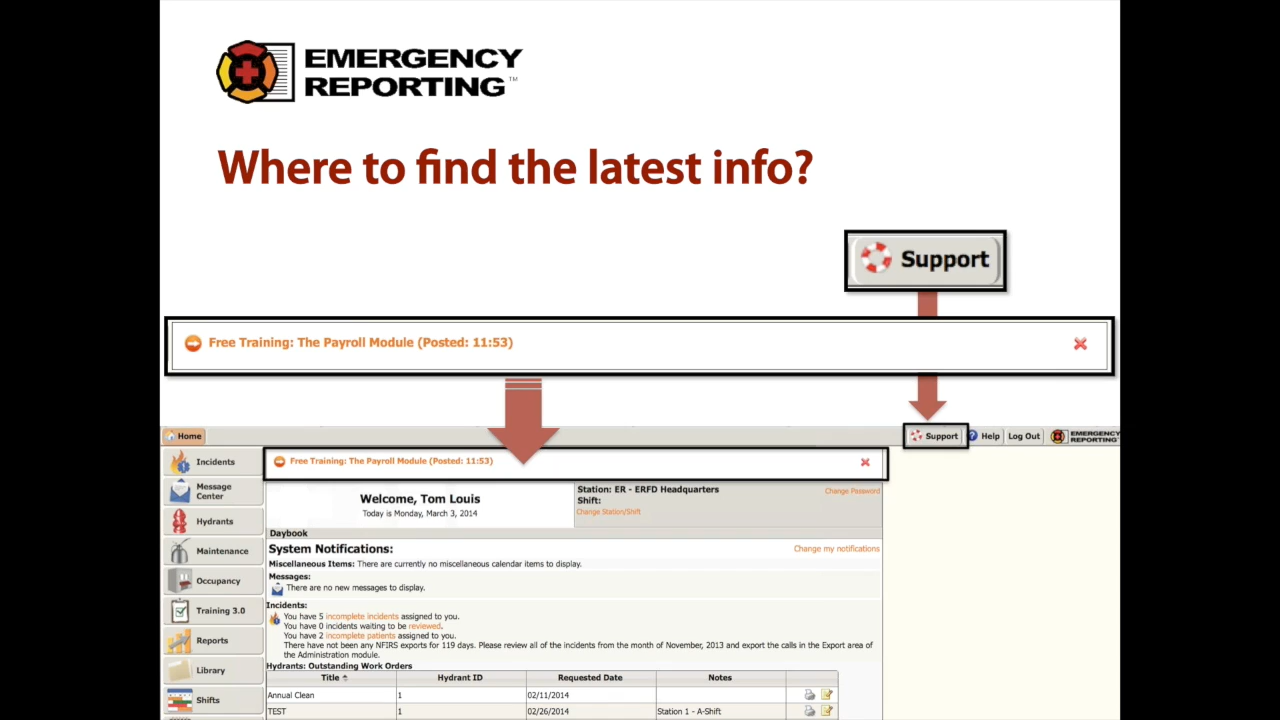 EMERGENCY
REPORTING™
Where to find the latest info?
Support
Free Training: The Payroll Module (Posted: 11:53)
Home
Support
Help
Log Out
EMERGENCY
REPORTING
Incidents
Message
Center
Hydrants
Maintenance
Occupancy
Training 3.0
Reports
Library
Shifts
Free Training: The Payroll Module (Posted: 11:53)
Welcome, Tom Louis
Today is Monday, March 3, 2014
Station: ER - ERFD Headquarters
Change Password
Shift:
Change Station/Shift
Daybook
System Notifications:
Change my notifications
Miscellaneous Items: There are currently no miscellaneous calendar items to display.
Messages:
There are no new messages to display.
Incidents:
You have 5 incomplete incidents assigned to you.
You have 0 incidents waiting to be reviewed.
You have 2 incomplete patients assigned to you.
There have not been any NFIRS exports for 119 days. Please review all of the incidents from the month of November, 2013 and export the calls in the Export area of
the Administration module.
Hydrants: Outstanding Work Orders
Title Hydrant ID Requested Date Notes
Annual Clean 1 02/11/2014
TEST 1 02/26/2014 Station 1 - A-Shift